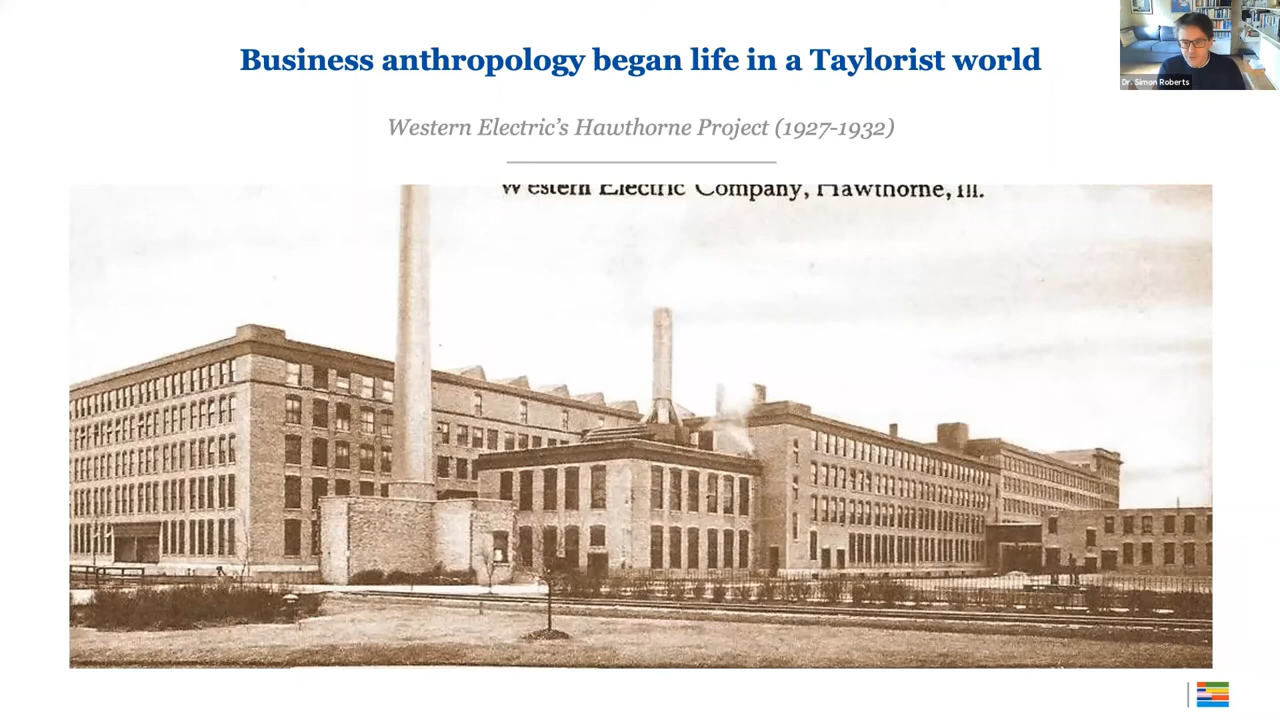 Business anthropology began life in a Taylorist world
Dr. Simon Roberts
Western Electric’s Hawthorne Project (1927-1932)
Western Electric Company, Hawthorne, Ill.